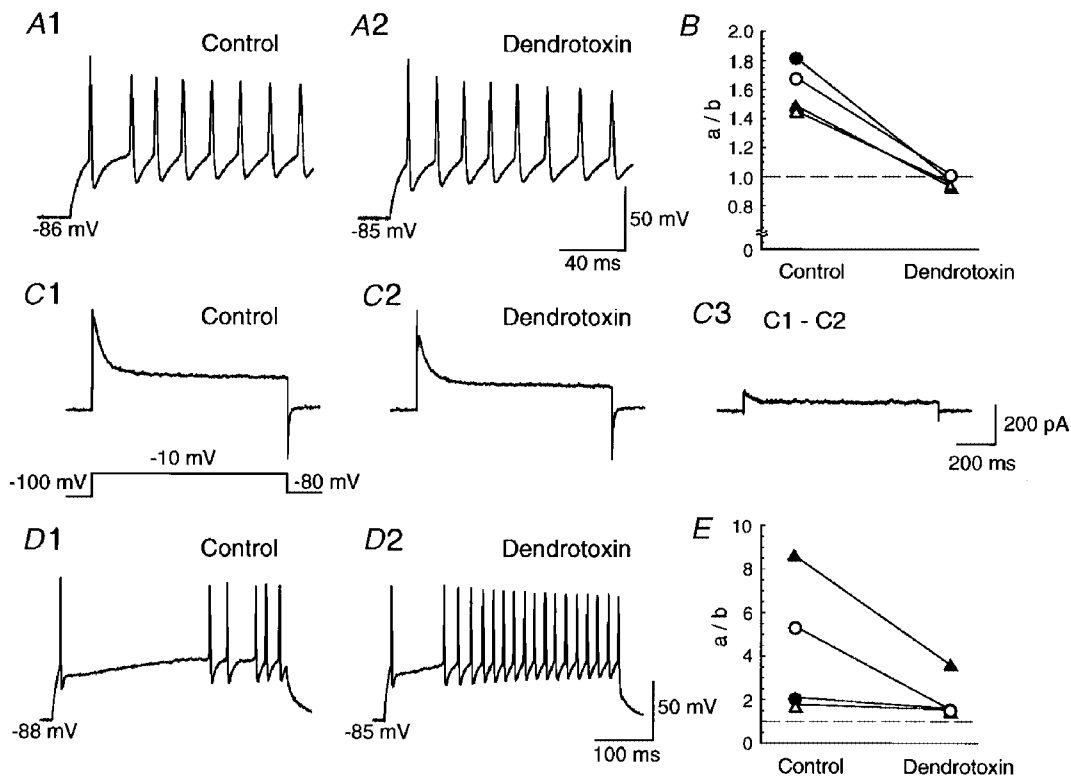 A1
Control
-86 mV
A2
Dendrotoxin
-85 mV
50 mV
40 ms
B
a / b
2.0
1.8
1.6
1.4
1.2
1.0
0.8
0
Control
Dendrotoxin
C1
Control
-10 mV
-100 mV
-80 mV
C2
Dendrotoxin
C3
C1 - C2
200 pA
200 ms
D1
Control
-88 mV
D2
Dendrotoxin
-85 mV
50 mV
100 ms
E
a / b
10
8
6
4
2
0
Control
Dendrotoxin